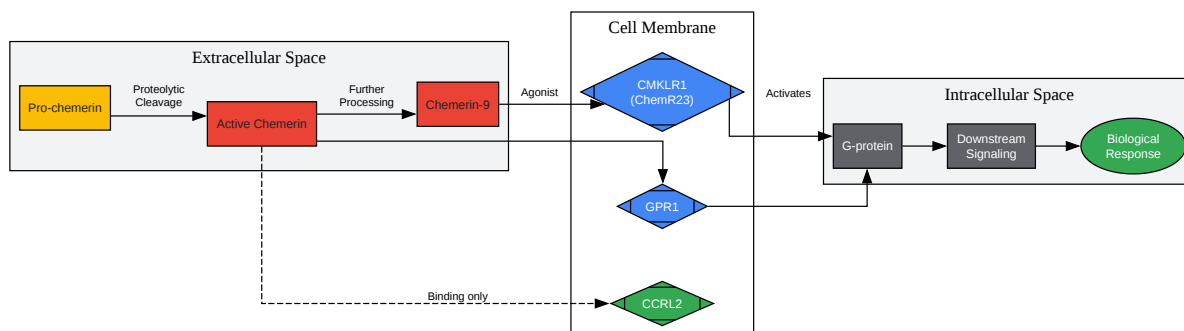 Extracellular Space
Pro-chemerin
Proteolytic
Cleavage
Active Chemerin
Further
Processing
Chemerin-9
Agonist
Binding only
Cell Membrane
CMKLR1
(ChemR23)
GPR1
CCRL2
Activates
Intracellular Space
G-protein
Downstream
Signaling
Biological
Response